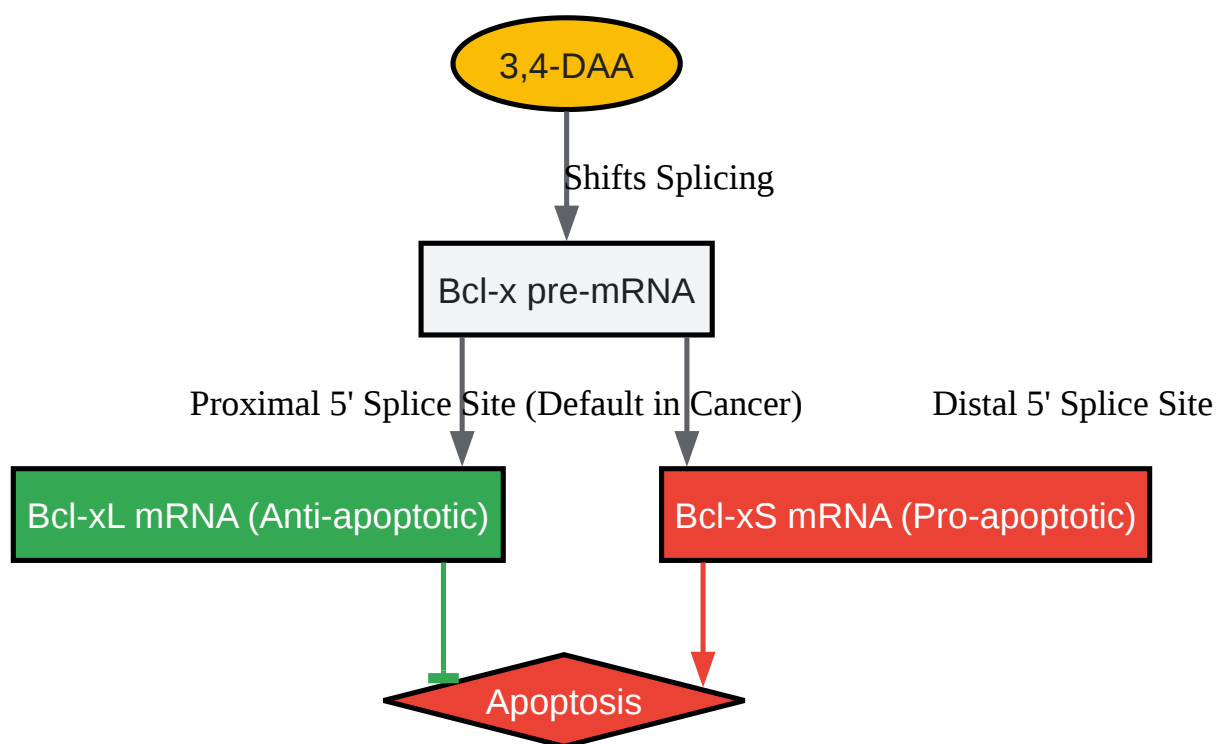 3,4-DAA
Shifts Splicing
Bcl-x pre-mRNA
Proximal 5' Splice Site (Default in Cancer)
Distal 5' Splice Site
Bcl-xL mRNA (Anti-apoptotic)
Bcl-xS mRNA (Pro-apoptotic)
Apoptosis